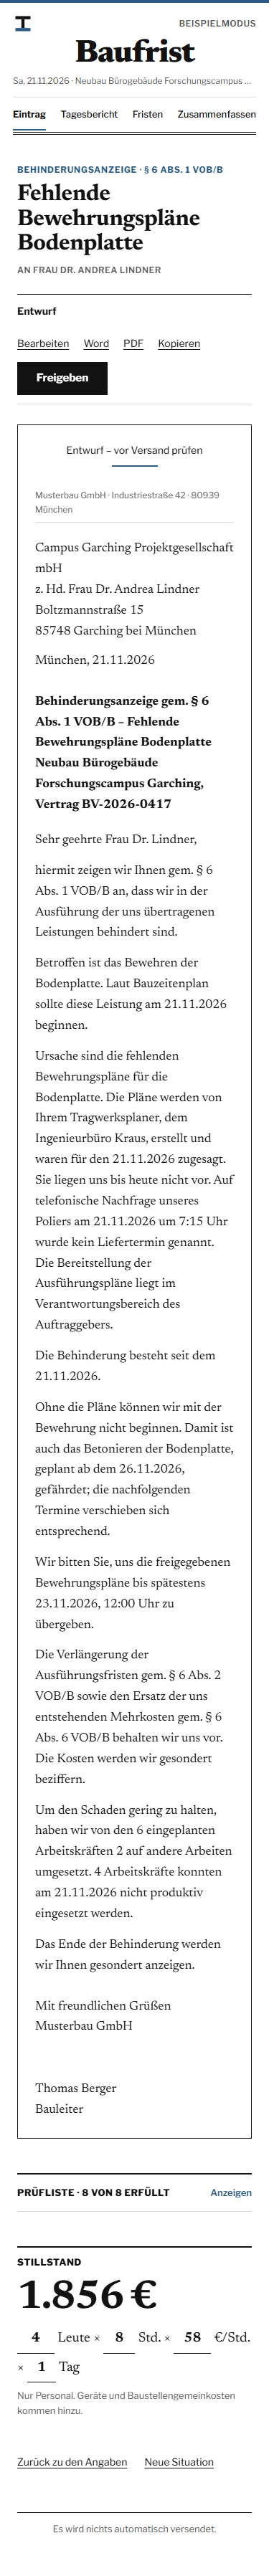 BEISPIELMODUS
Baufrist
Sa, 21.11.2026 · Neubau Bürogebäude Forschungscampus ...
Eintrag Tagesbericht Fristen Zusammenfassen
BEHINDERUNGSANZEIGE · § 6 ABS. 1 VOB/B
Fehlende
Bewehrungspläne
Bodenplatte
AN FRAU DR. ANDREA LINDNER
Entwurf
Bearbeiten Word PDF Kopieren
Freigeben
Entwurf – vor Versand prüfen
Musterbau GmbH · Industriestraße 42 · 80939
München
Campus Garching Projektgesellschaft
mbH
z. Hd. Frau Dr. Andrea Lindner
Boltzmannstraße 15
85748 Garching bei München
München, 21.11.2026
Behinderungsanzeige gem. § 6
Abs. 1 VOB/B – Fehlende
Bewehrungspläne Bodenplatte
Neubau Bürogebäude
Forschungscampus Garching,
Vertrag BV-2026-0417
Sehr geehrte Frau Dr. Lindner,
hiermit zeigen wir Ihnen gem. § 6
Abs. 1 VOB/B an, dass wir in der
Ausführung der uns übertragenen
Leistungen behindert sind.
Betroffen ist das Bewehren der
Bodenplatte. Laut Bauzeitenplan
sollte diese Leistung am 21.11.2026
beginnen.
Ursache sind die fehlenden
Bewehrungspläne für die
Bodenplatte. Die Pläne werden von
Ihrem Tragwerksplaner, dem
Ingenieurbüro Kraus, erstellt und
waren für den 21.11.2026 zugesagt.
Sie liegen uns bis heute nicht vor. Auf
telefonische Nachfrage unseres
Poliers am 21.11.2026 um 7:15 Uhr
wurde kein Liefertermin genannt.
Die Bereitstellung der
Ausführungspläne liegt im
Verantwortungsbereich des
Auftraggebers.
Die Behinderung besteht seit dem
21.11.2026.
Ohne die Pläne können wir mit der
Bewehrung nicht beginnen. Damit ist
auch das Betonieren der Bodenplatte,
geplant ab dem 26.11.2026,
gefährdet; die nachfolgenden
Termine verschieben sich
entsprechend.
Wir bitten Sie, uns die freigegebenen
Bewehrungspläne bis spätestens
23.11.2026, 12:00 Uhr zu
übergeben.
Die Verlängerung der
Ausführungsfristen gem. § 6 Abs. 2
VOB/B sowie den Ersatz der uns
entstehenden Mehrkosten gem. § 6
Abs. 6 VOB/B behalten wir uns vor.
Die Kosten werden wir gesondert
beziffern.
Um den Schaden gering zu halten,
haben wir von den 6 eingeplanten
Arbeitskräften 2 auf andere Arbeiten
umgesetzt. 4 Arbeitskräfte konnten
am 21.11.2026 nicht produktiv
eingesetzt werden.
Das Ende der Behinderung werden
wir Ihnen gesondert anzeigen.
Mit freundlichen Grüßen
Musterbau GmbH
Thomas Berger
Bauleiter
PRÜFLISTE · 8 VON 8 ERFÜLLT Anzeigen
STILLSTAND
1.856 €
4 Leute × 8 Std. × 58 €/Std.
× 1 Tag
Nur Personal. Geräte und Baustellengemeinkosten
kommen hinzu.
Zurück zu den Angaben Neue Situation
Es wird nichts automatisch versendet.